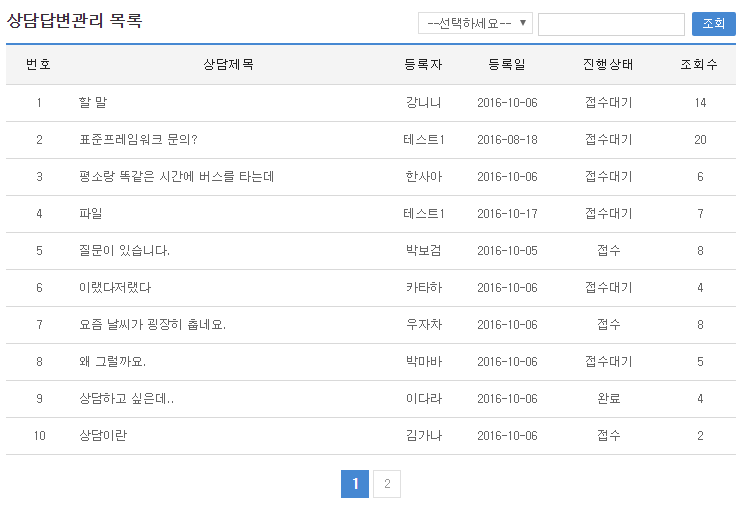 상담답변관리 목록 --선택하세요-- ▼ 조회
번호 상담제목 등록자 등록일 진행상태 조회수
1 할 말 강니니 2016-10-06 접수대기 14
2 표준프레임워크 문의? 테스트1 2016-08-18 접수대기 20
3 평소랑 똑같은 시간에 버스를 타는데 한사아 2016-10-06 접수대기 6
4 파일 테스트1 2016-10-17 접수대기 7
5 질문이 있습니다. 박보검 2016-10-05 접수 8
6 이랬다저랬다 카타하 2016-10-06 접수대기 4
7 요즘 날씨가 굉장히 춥네요. 우자차 2016-10-06 접수 8
8 왜 그럴까요. 박마바 2016-10-06 접수대기 5
9 상담하고 싶은데.. 이다라 2016-10-06 완료 4
10 상담이란 김가나 2016-10-06 접수 2
1 2